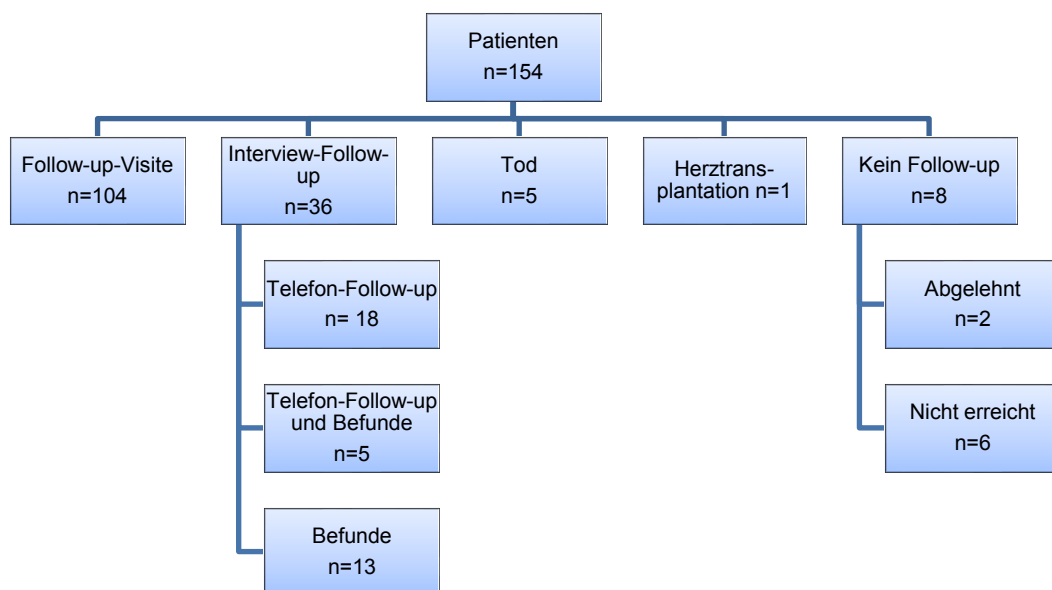 Patienten
n=154
Follow-up-Visite
n=104
Interview-Follow-
up
n=36
Tod
n=5
Herztrans-
plantation n=1
Kein Follow-up
n=8
Telefon-Follow-up
n= 18
Telefon-Follow-up
und Befunde
n=5
Befunde
n=13
Abgelehnt
n=2
Nicht erreicht
n=6